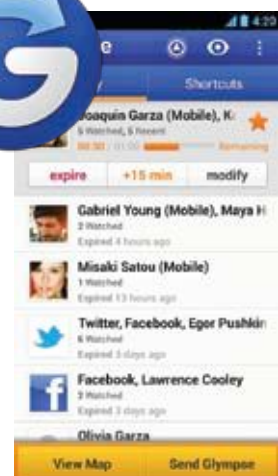 4:20
Shortcuts
Joaquin Garza (Mobile), K
5 Watched, 5 Recent
Remaining
expire
+15 min
modify
Gabriel Young (Mobile), Maya H
2 Watched
Expired 4 hours ago
Misaki Satou (Mobile)
1 Watched
Expired 13 hours ago
Twitter, Facebook, Egor Pushkin
6 Watched
Expired 3 days ago
Facebook, Lawrence Cooley
2 Watched
Expired 3 days ago
Olivia Garza
View Map
Send Glympse